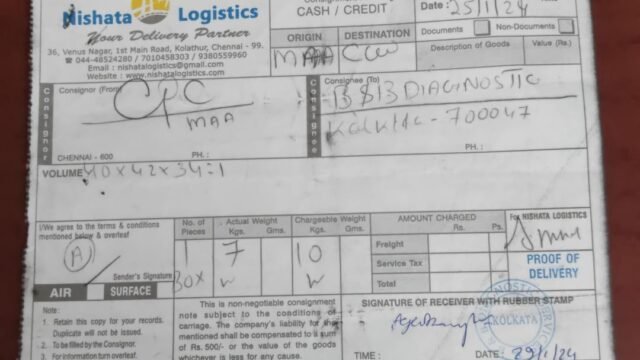 Nishata Logistics
Your Delivery Partner
36, Venus Nagar, 1st Main Road, Kolathur, Chennai - 99.
☎ 044-48524280 / 7010458303 / 9380559960
Email : nishatalogistics@gmail.com
Website : www.nishatalogistics.com
CASH / CREDIT
ORIGIN DESTINATION
MAA CCU
Date : 25/1/24
Documents Non-Documents
Description of Goods Value (Rs.)
Consignor
Consignor (From)
CPC
MAA
CHENNAI - 600 PH. :
Consignee
Consignee (To)
DIAGNOSTIC
Kolkata - 700047
PH. :
VOLUME 40x42x34=1
I/We agree to the terms & conditions
mentioned below & overleaf
A
Sender's Signature
AIR SURFACE
No. of Pieces
1
BOX
Actual Weight
Kgs. Gms.
7
Chargeable Weight
Kgs. Gms.
10
AMOUNT CHARGED
Rs. Ps.
Freight
Service Tax
Total
For NISHATA LOGISTICS
PROOF OF
DELIVERY
Note :
1. Retain this copy for your records.
Duplicate will not be issued.
2. To be filled by the Consignor.
3. For information turn overleaf.
This is non-negotiable consignment
note subject to the conditions of
carriage. The company's liability for the
mentioned shall be compensated to a sum
of Rs. 500/- or the value of the goods
whichever is less for any cause.
SIGNATURE OF RECEIVER WITH RUBBER STAMP
KOLKATA
TIME : DATE : 29/1/24